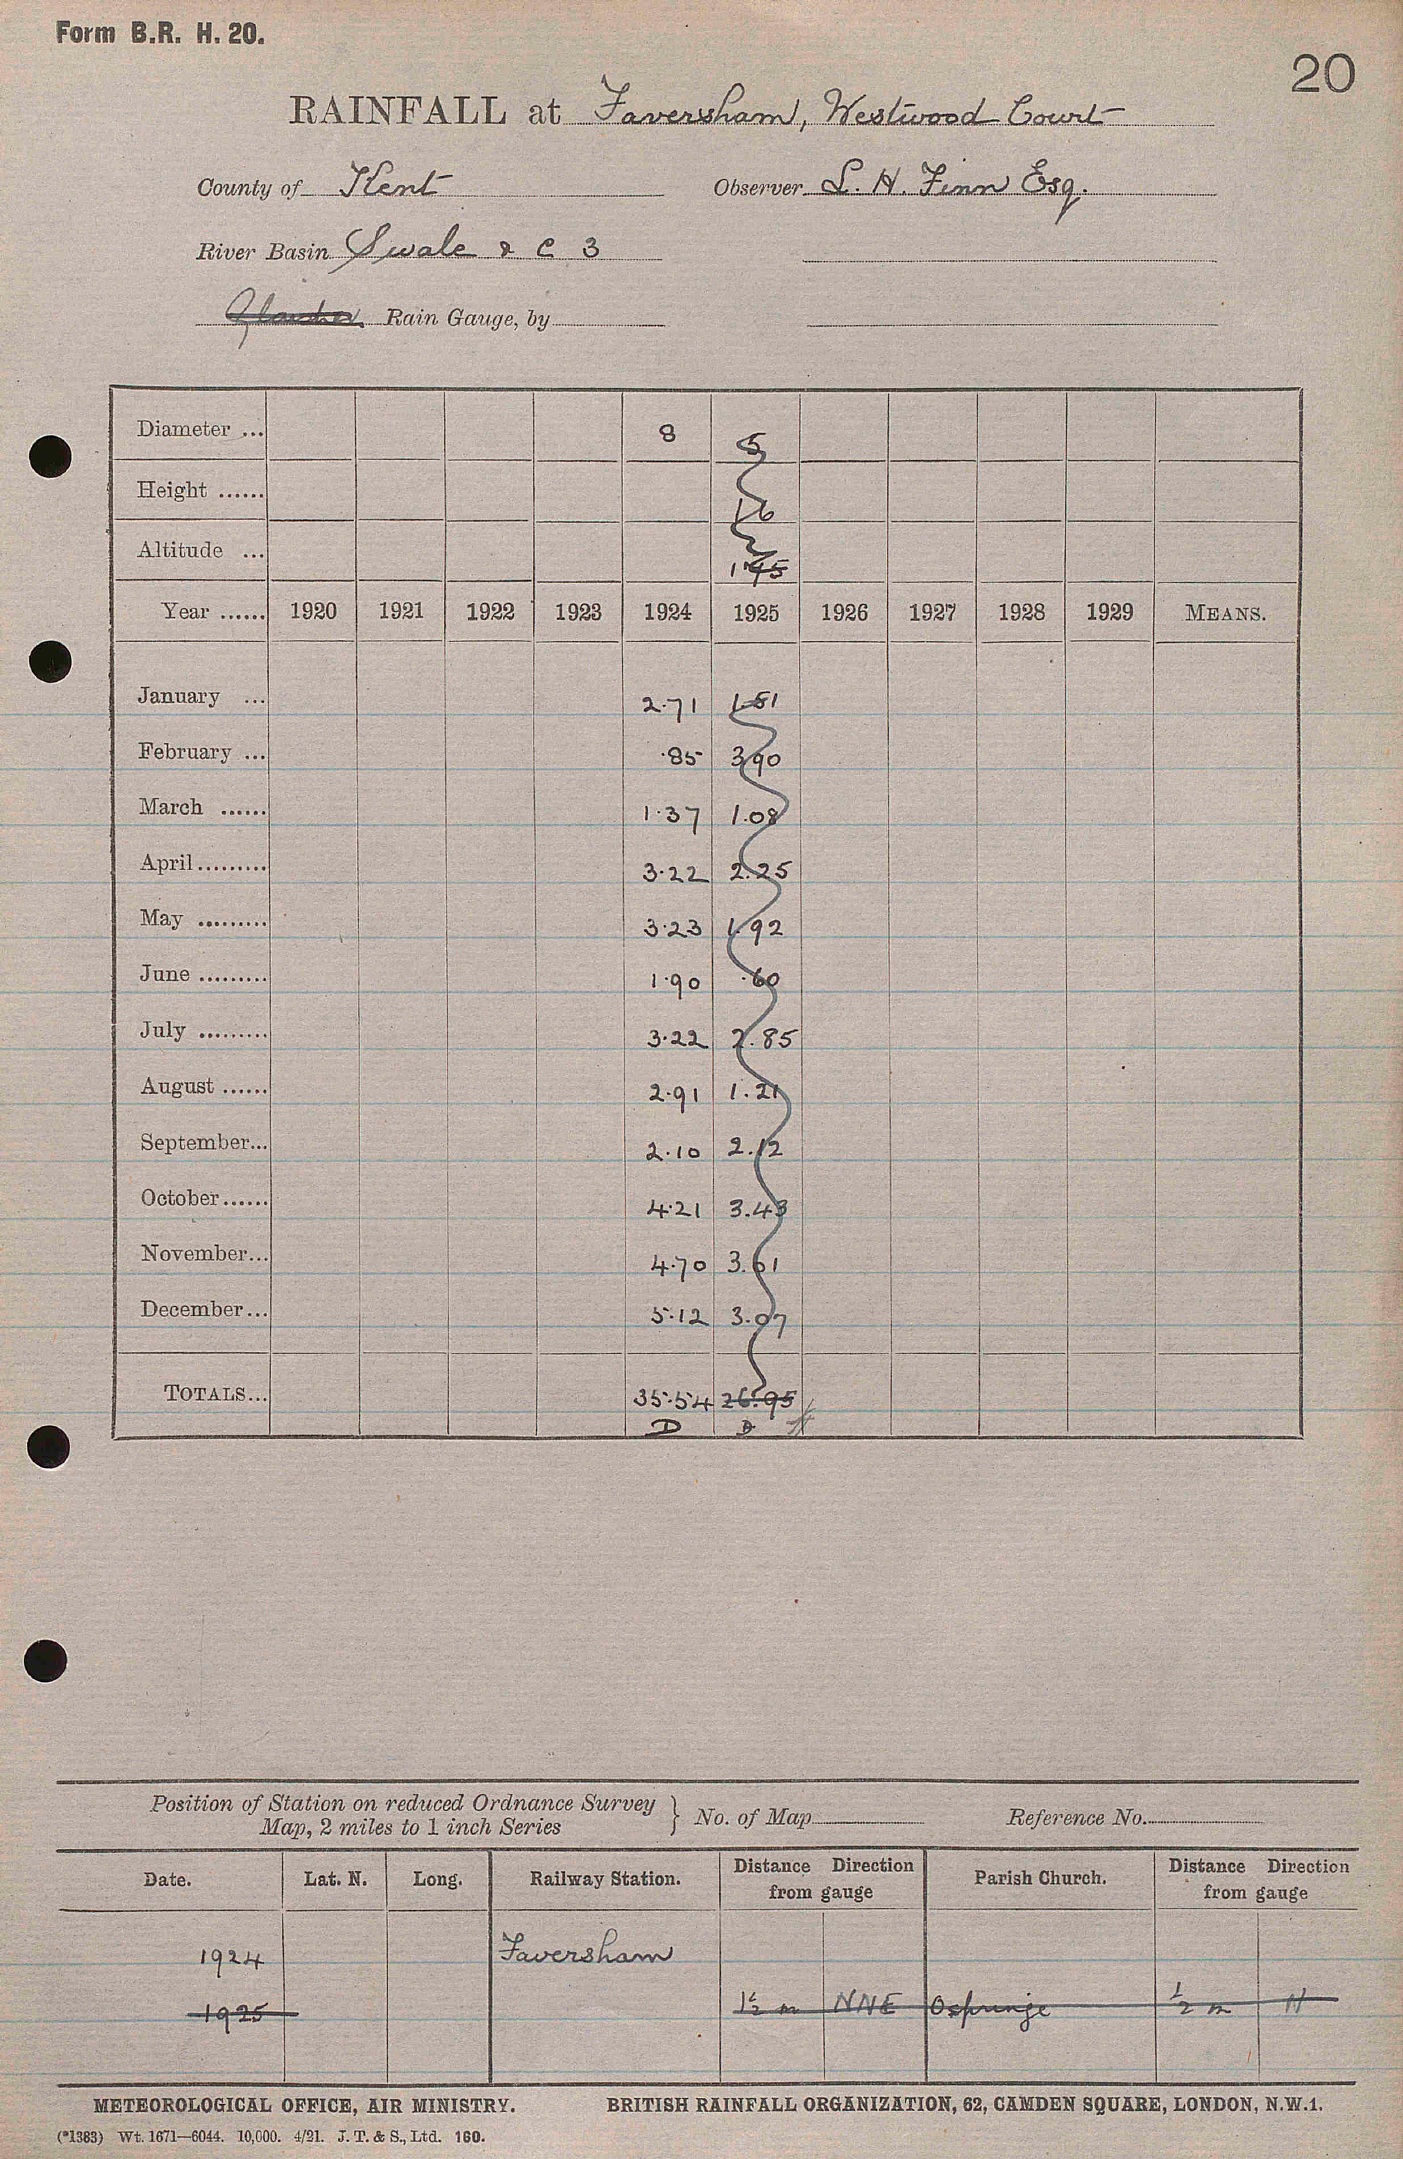 Form B.R. H. 20.
20
RAINFALL at Faversham, Westwood Court
County of Kent Observer L. H. Finn Esq.
River Basin Swale & C 3
Rain Gauge, by
Diameter ... 8 5
Height ...... 1 6
Altitude ... 145
Year ...... 1920 1921 1922 1923 1924 1925 1926 1927 1928 1929 MEANS.
January ... 2.71 1.51
February ... .85 3.90
March ...... 1.37 1.08
April ......... 3.22 2.25
May ......... 3.23 1.92
June ......... 1.90 .60
July ......... 3.22 2.85
August ...... 2.91 1.21
September... 2.10 2.12
October ...... 4.21 3.43
November... 4.70 3.01
December... 5.12 3.07
TOTALS... 35.54 26.95
D D
Position of Station on reduced Ordnance Survey
Map, 2 miles to 1 inch Series } No. of Map Reference No.
Date. Lat. N. Long. Railway Station. Distance Direction from gauge Parish Church. Distance Direction from gauge
1924 Faversham
1925 1½ m NNE Ospringe ½ m N
METEOROLOGICAL OFFICE, AIR MINISTRY. BRITISH RAINFALL ORGANIZATION, 62, CAMDEN SQUARE, LONDON, N.W.1.
(*1383) Wt. 1671—6044. 10,000. 4/21. J. T. & S., Ltd. 160.